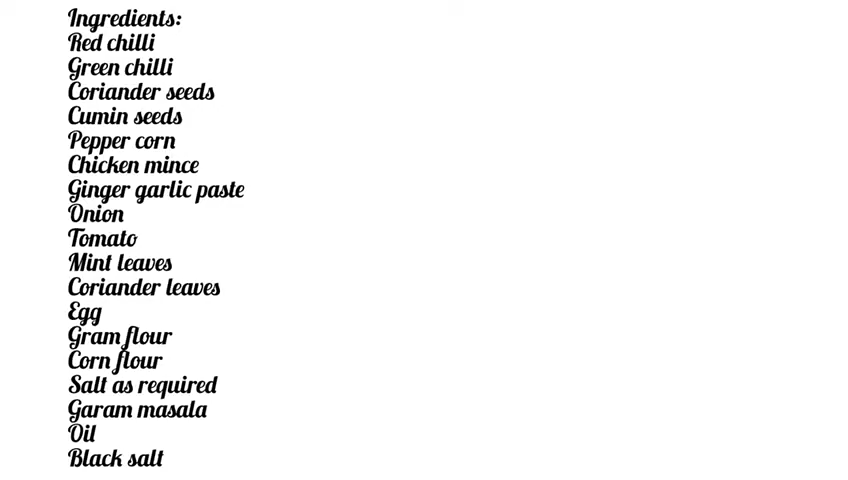 Ingredients:
Red chilli
Green chilli
Coriander seeds
Cumin seeds
Pepper corn
Chicken mince
Ginger garlic paste
Onion
Tomato
Mint leaves
Coriander leaves
Egg
Gram flour
Corn flour
Salt as required
Garam masala
Oil
Black salt